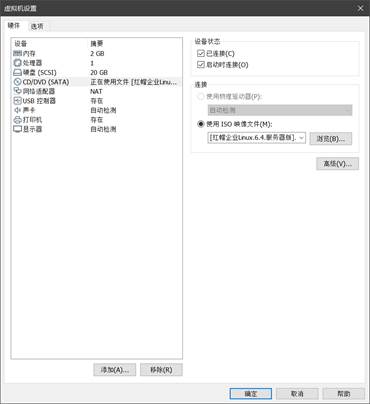 虚拟机设置
硬件 选项
设备 摘要
内存 2 GB
处理器 1
硬盘 (SCSI) 20 GB
CD/DVD (SATA) 正在使用文件 [红帽企业Linu...
网络适配器 NAT
USB 控制器 存在
声卡 自动检测
打印机 存在
显示器 自动检测
添加(A)... 移除(R)
设备状态
已连接(C)
启动时连接(O)
连接
使用物理驱动器(P):
自动检测
使用 ISO 映像文件(M):
[红帽企业Linux.6.4.服务器版]. 浏览(B)...
高级(V)...
确定 取消 帮助